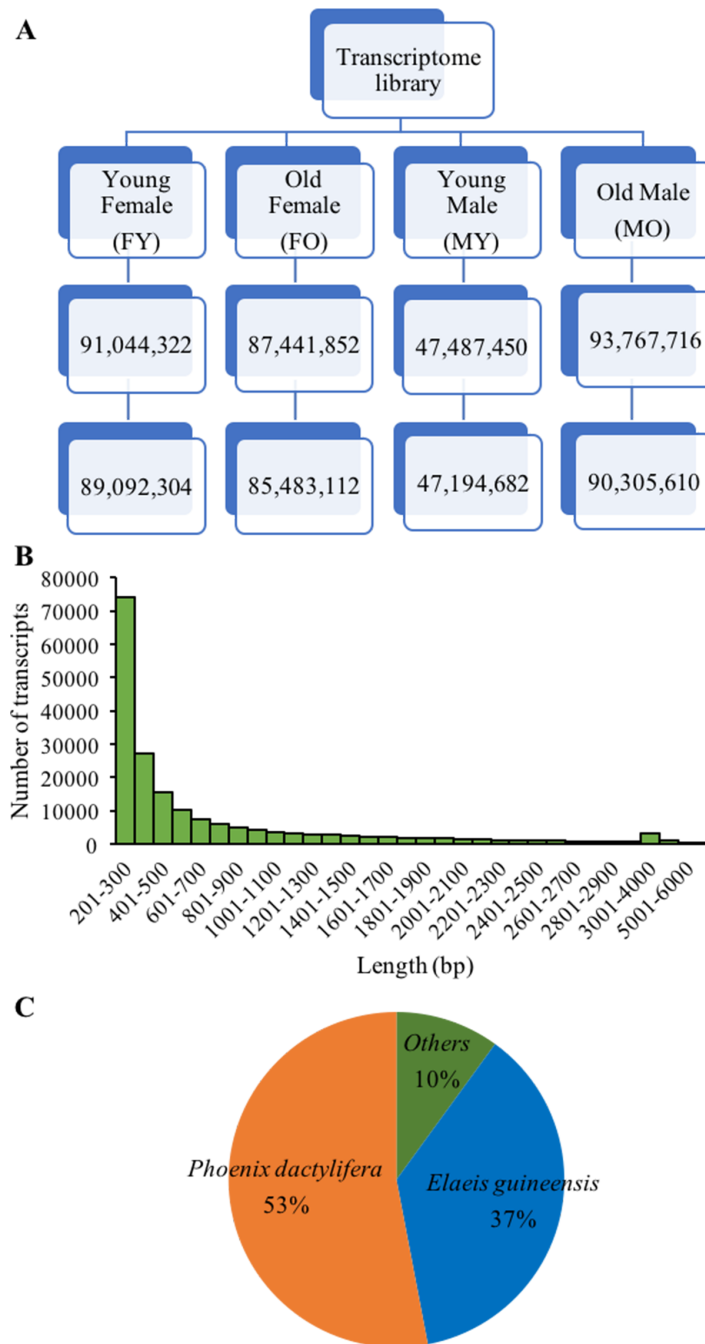 A
Transcriptome
library
Young
Female
(FY)
Old
Female
(FO)
Young
Male
(MY)
Old Male
(MO)
91,044,322
87,441,852
47,487,450
93,767,716
89,092,304
85,483,112
47,194,682
90,305,610
B
Number of transcripts
80000
70000
60000
50000
40000
30000
20000
10000
0
201-300
401-500
601-700
801-900
1001-1100
1201-1300
1401-1500
1601-1700
1801-1900
2001-2100
2201-2300
2401-2500
2601-2700
2801-2900
3001-4000
5001-6000
Length (bp)
C
Others
10%
Phoenix dactylifera
53%
Elaeis guineensis
37%